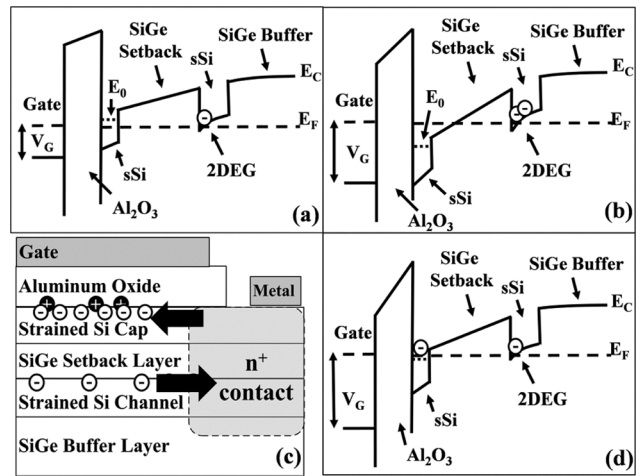 SiGe
Setback
SiGe Buffer
sSi
E0
EC
Gate
EF
VG
sSi
2DEG
Al2O3
(a)
SiGe Buffer
SiGe
Setback
sSi
EC
Gate
E0
EF
VG
sSi
2DEG
Al2O3
(b)
Gate
Aluminum Oxide
+ + +
- - - - - - -
Metal
Strained Si Cap
SiGe Setback Layer
n+
contact
- - -
Strained Si Channel
SiGe Buffer Layer
(c)
SiGe
Setback
SiGe Buffer
sSi
EC
Gate
EF
VG
sSi
2DEG
Al2O3
(d)